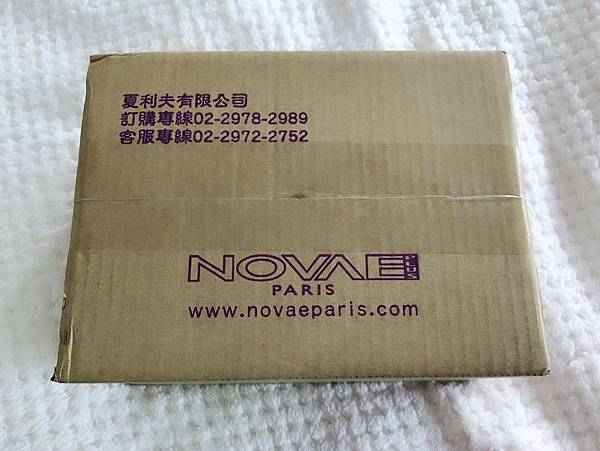 夏利夫有限公司
訂購專線02-2978-2989
客服專線02-2972-2752
NOVAE PLUS
PARIS
www.novaeparis.com